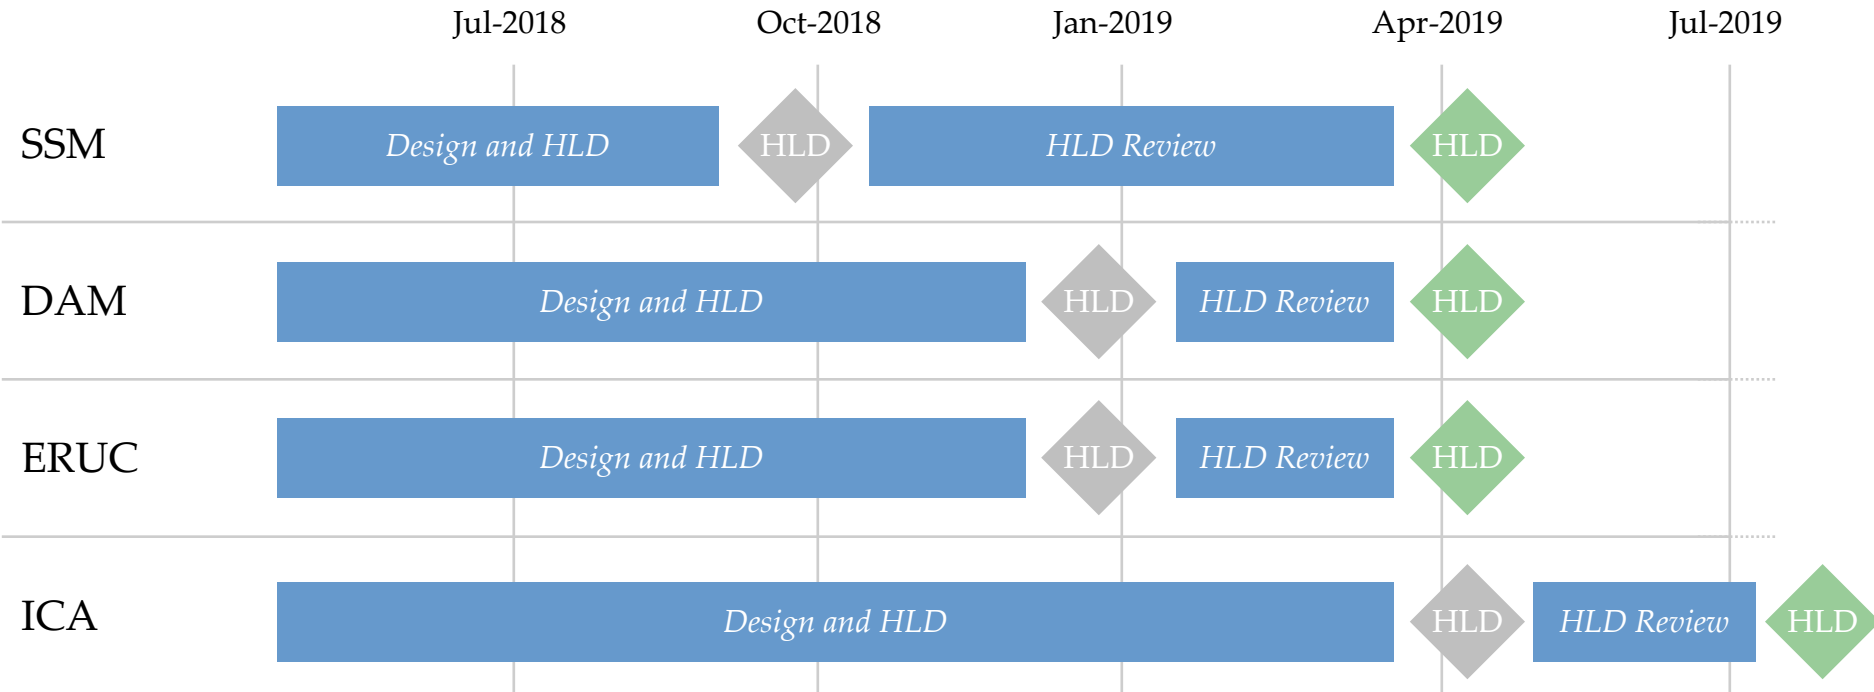 Jul-2018 Oct-2018 Jan-2019 Apr-2019 Jul-2019
SSM Design and HLD HLD HLD Review HLD
DAM Design and HLD HLD HLD Review HLD
ERUC Design and HLD HLD HLD Review HLD
ICA Design and HLD HLD HLD Review HLD